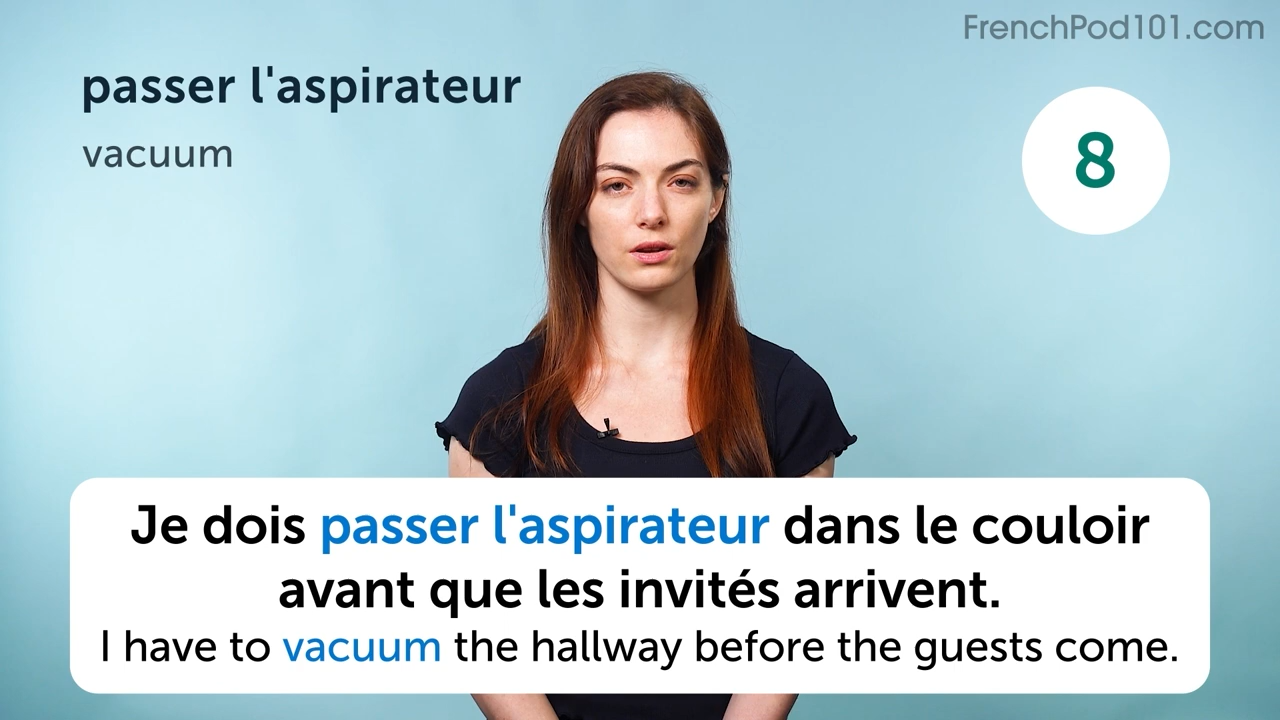 FrenchPod101.com
passer l'aspirateur
vacuum
8
Je dois passer l'aspirateur dans le couloir
avant que les invités arrivent.
I have to vacuum the hallway before the guests come.